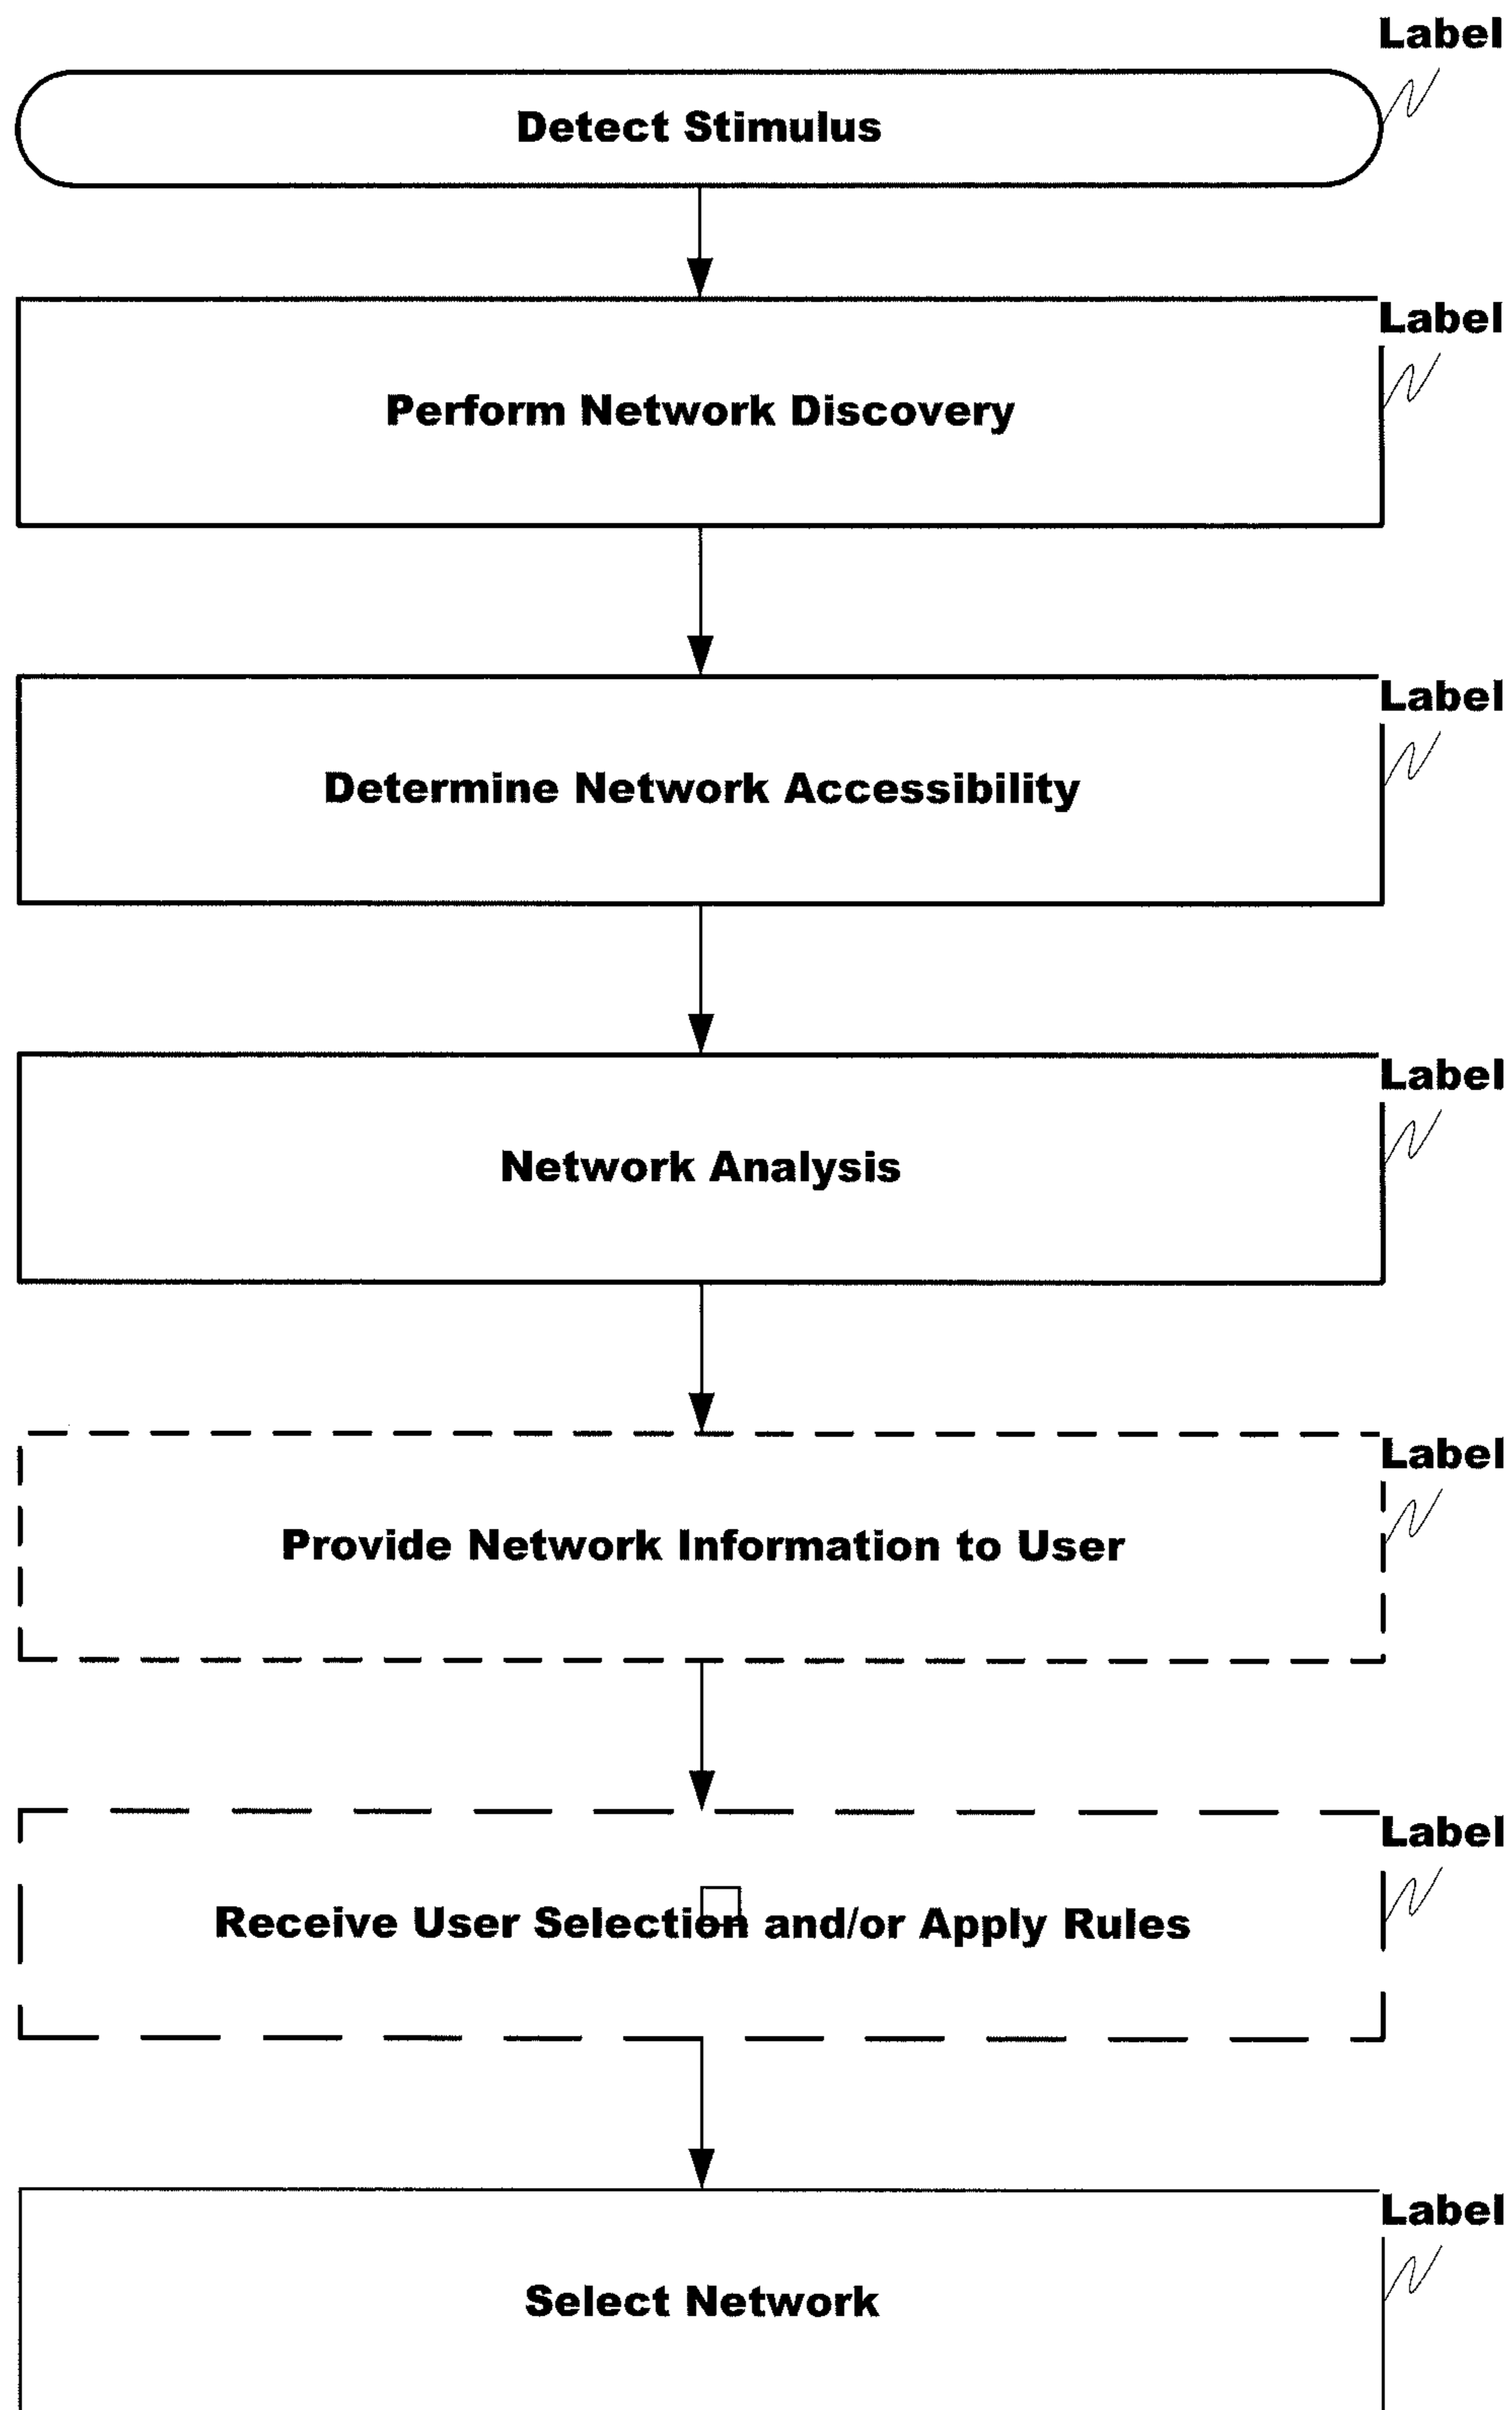 Label
Detect Stimulus
Label
Perform Network Discovery
Label
Determine Network Accessibility
Label
Network Analysis
Label
Provide Network Information to User
Label
Receive User Selection and/or Apply Rules
Label
Select Network